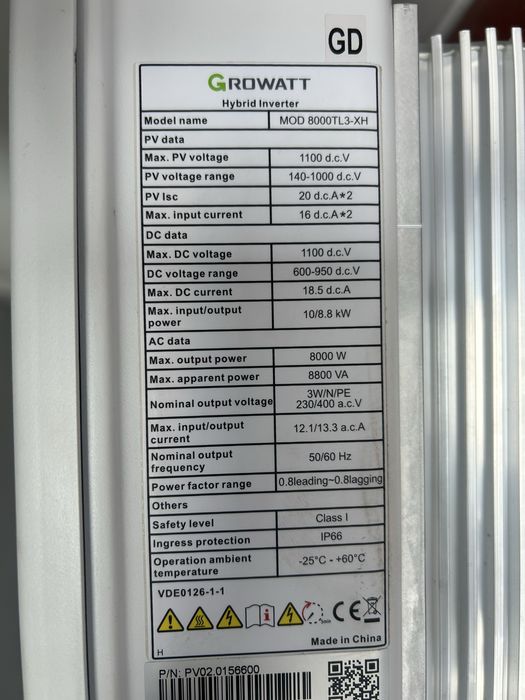 GD
GROWATT
Hybrid Inverter
Model name MOD 8000TL3-XH
PV data
Max. PV voltage 1100 d.c.V
PV voltage range 140-1000 d.c.V
PV Isc 20 d.c.A*2
Max. input current 16 d.c.A*2
DC data
Max. DC voltage 1100 d.c.V
DC voltage range 600-950 d.c.V
Max. DC current 18.5 d.c.A
Max. input/output
power 10/8.8 kW
AC data
Max. output power 8000 W
Max. apparent power 8800 VA
Nominal output voltage 3W/N/PE
230/400 a.c.V
Max. input/output
current 12.1/13.3 a.c.A
Nominal output
frequency 50/60 Hz
Power factor range 0.8leading~0.8lagging
Others
Safety level Class I
Ingress protection IP66
Operation ambient
temperature -25°C - +60°C
VDE0126-1-1
5min CE
Made in China
H
P/N: PV02.0156600